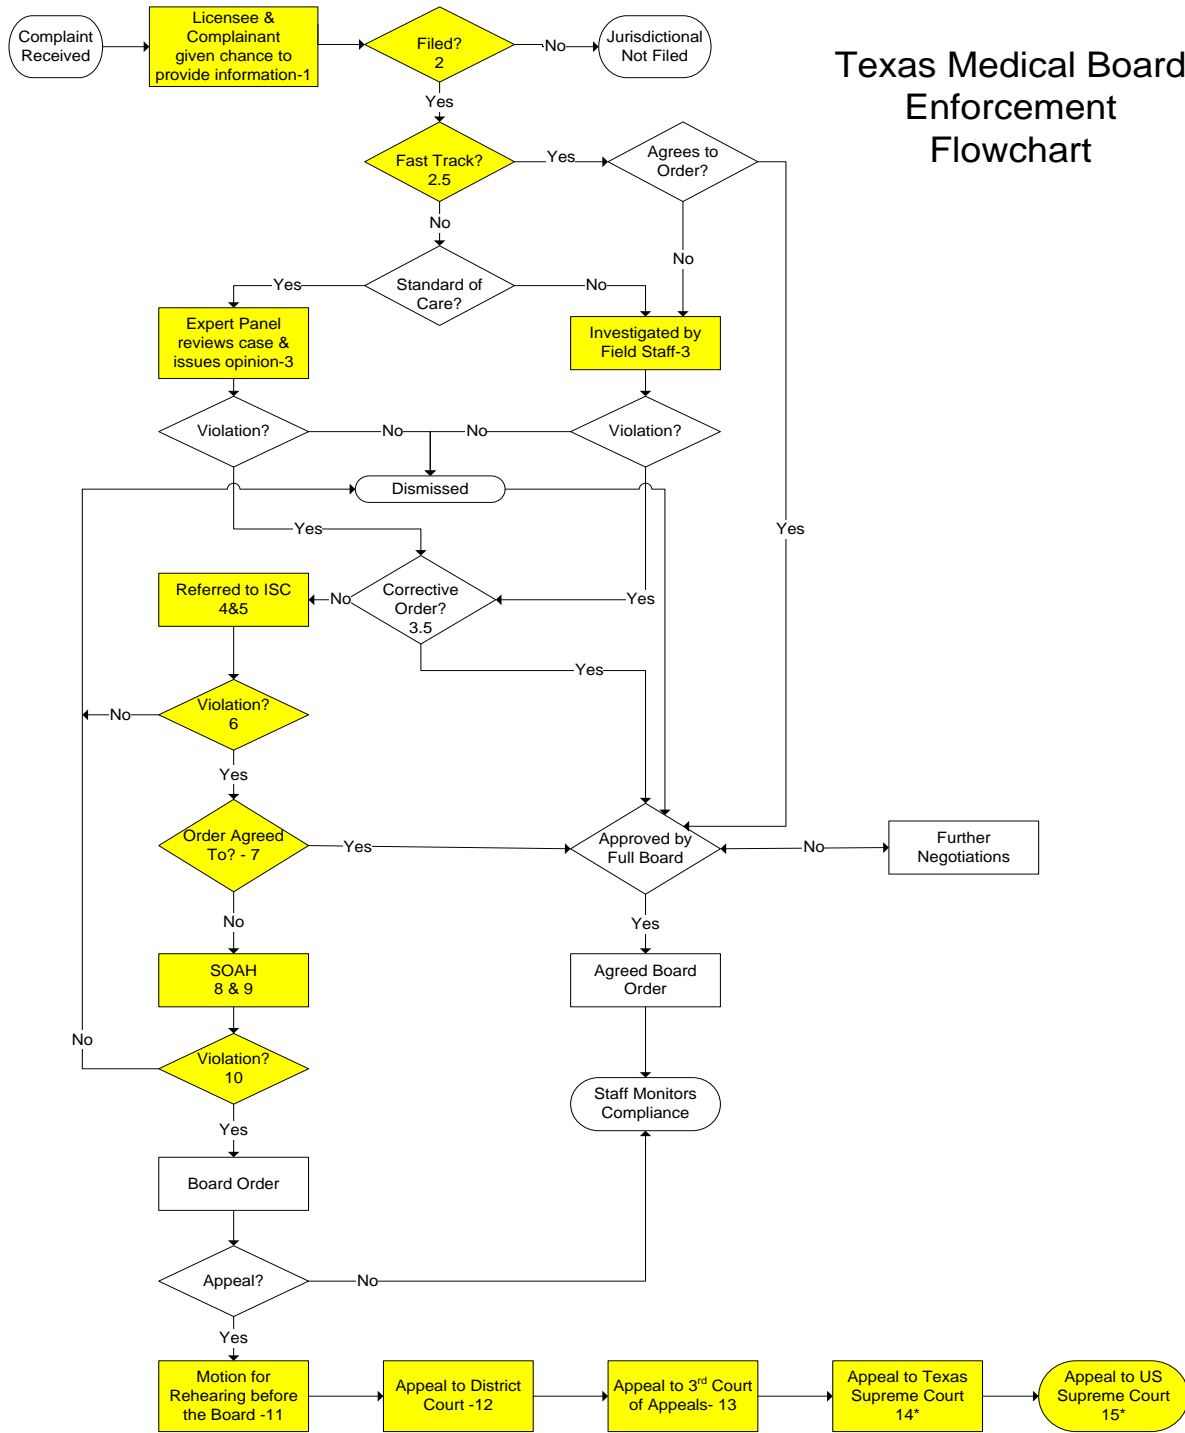 Texas Medical Board
Enforcement
Flowchart
Complaint
Received
Licensee &
Complainant
given chance to
provide information-1
Filed?
2
No
Jurisdictional
Not Filed
Yes
Fast Track?
2.5
Yes
Agrees to
Order?
No
No
Yes
Standard of
Care?
No
Expert Panel
reviews case &
issues opinion-3
Investigated by
Field Staff-3
Violation?
No
No
Violation?
Dismissed
Yes
Yes
Referred to ISC
4&5
No
Corrective
Order?
3.5
Yes
Yes
Violation?
6
No
Yes
Order Agreed
To? - 7
Yes
Approved by
Full Board
No
Further
Negotiations
No
Yes
SOAH
8 & 9
Agreed Board
Order
No
Violation?
10
Staff Monitors
Compliance
Yes
Board Order
Appeal?
No
Yes
Motion for
Rehearing before
the Board -11
Appeal to District
Court -12
Appeal to 3rd Court
of Appeals- 13
Appeal to Texas
Supreme Court
14*
Appeal to US
Supreme Court
15*